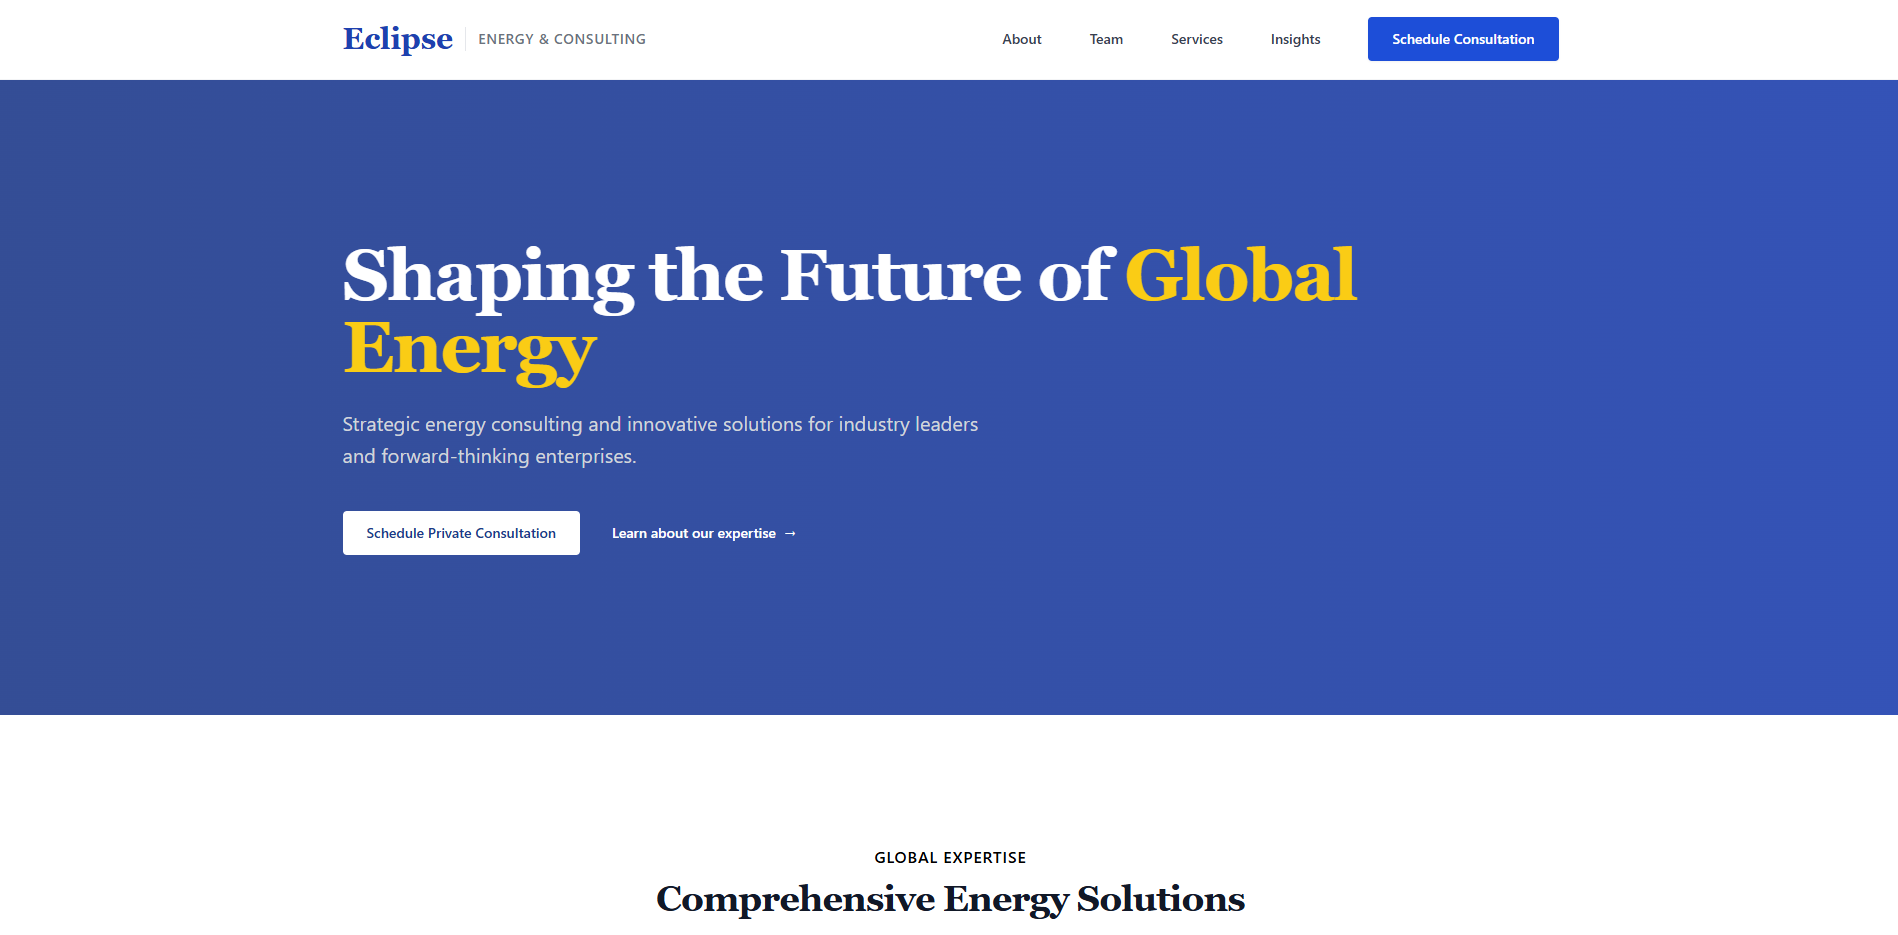 Eclipse
ENERGY & CONSULTING
About
Team
Services
Insights
Schedule Consultation
Shaping the Future of Global
Energy
Strategic energy consulting and innovative solutions for industry leaders
and forward-thinking enterprises.
Schedule Private Consultation
Learn about our expertise →
GLOBAL EXPERTISE
Comprehensive Energy Solutions